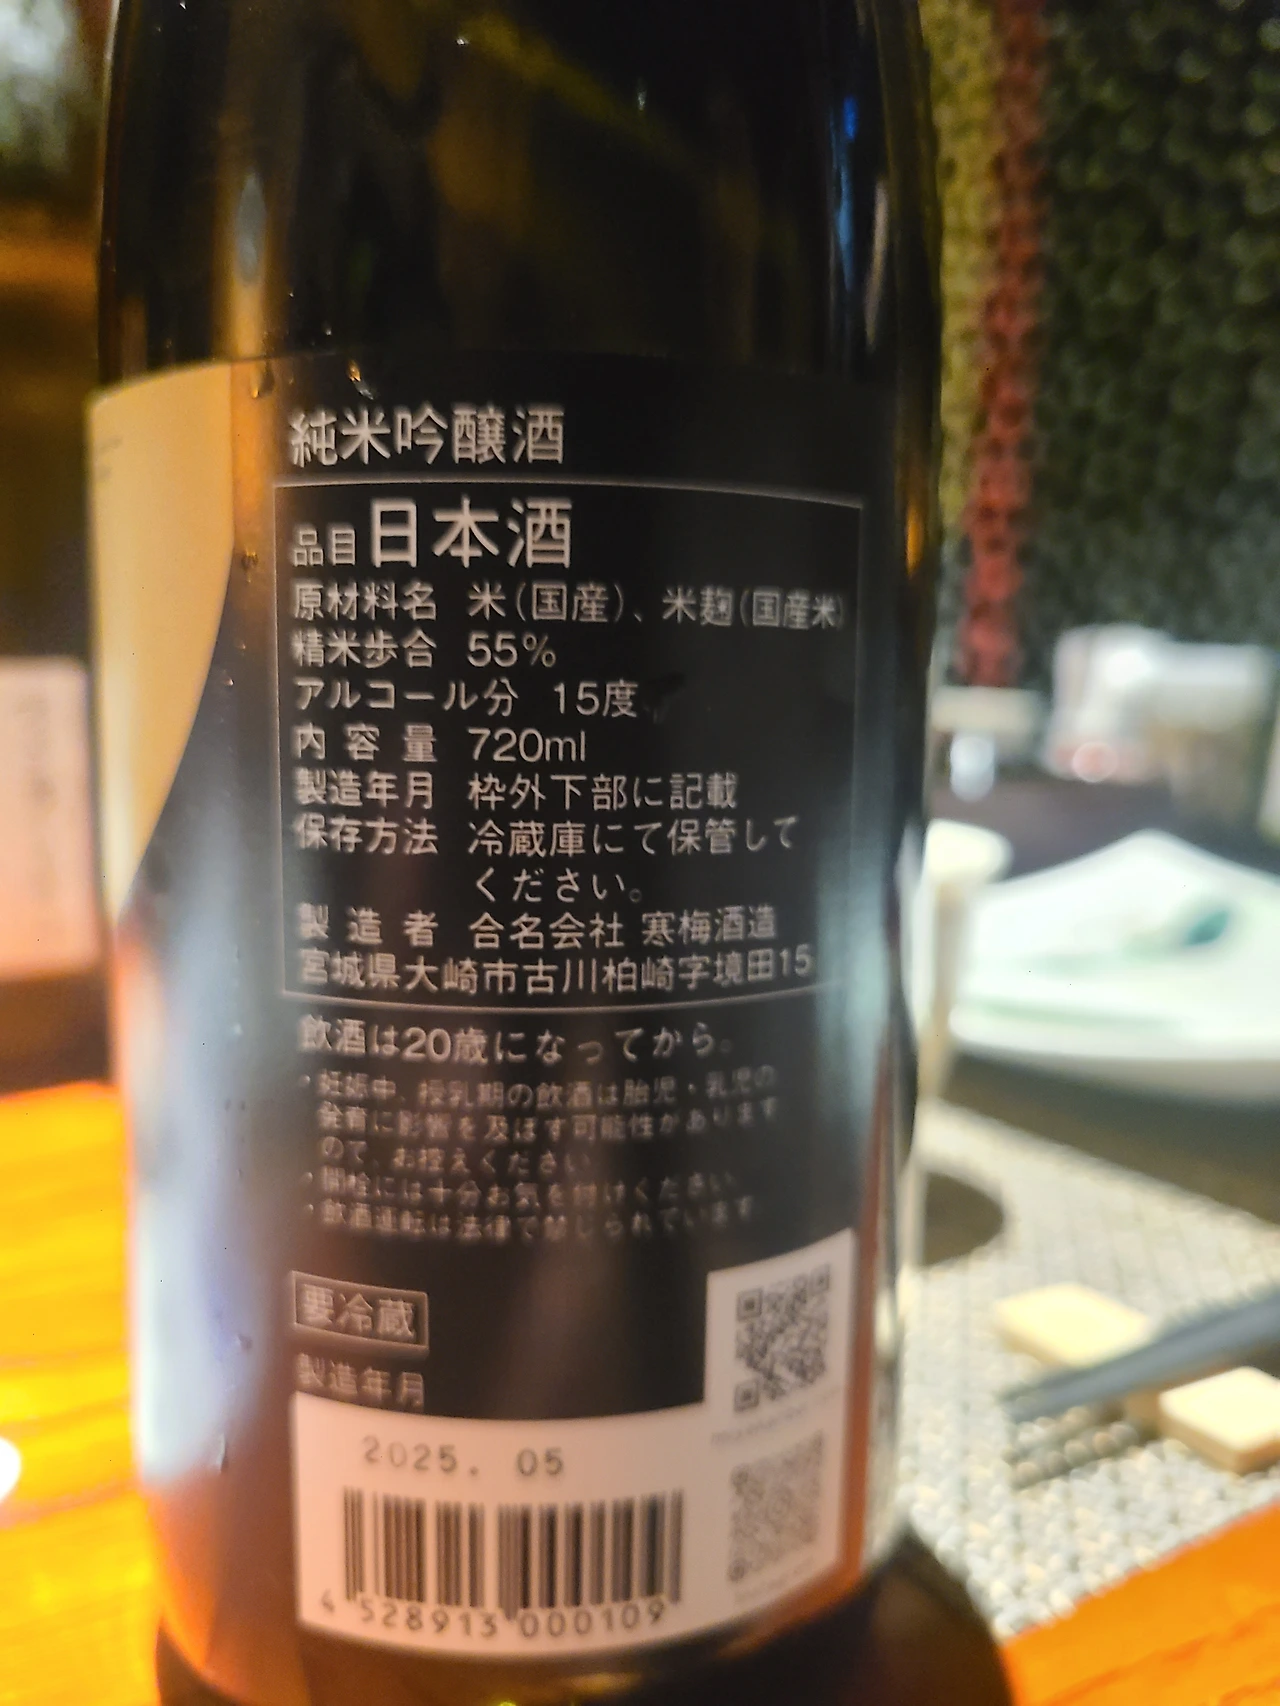 純米吟醸酒
品目 日本酒
原材料名 米(国産)、米麹(国産米)
精米歩合 55%
アルコール分 15度
内容量 720ml
製造年月 枠外下部に記載
保存方法 冷蔵庫にて保管して
ください。
製造者 合名会社 寒梅酒造
宮城県大崎市古川柏崎字境田15
飲酒は20歳になってから。
・妊娠中、授乳期の飲酒は胎児・乳児の
発育に影響を及ぼす可能性があります
ので、お控えください
・開栓には十分お気を付けください
・飲酒運転は法律で禁じられています
要冷蔵
製造年月
2025. 05
4 528913 000109